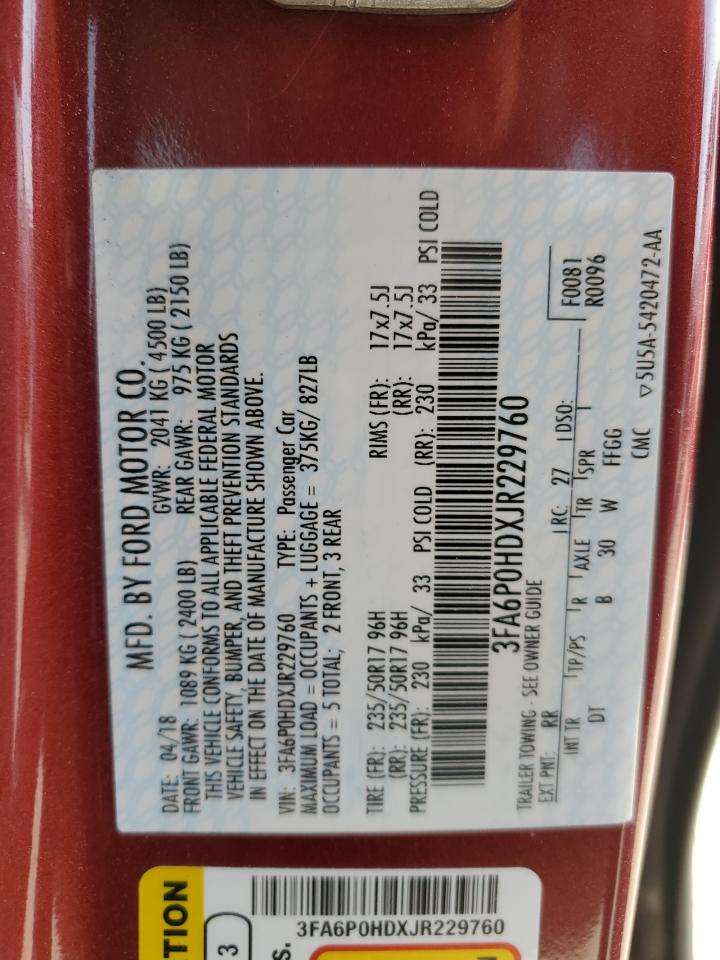 MFD. BY FORD MOTOR CO.
DATE: 04/18 GVWR: 2041 KG ( 4500 LB)
FRONT GAWR: 1089 KG ( 2400 LB) REAR GAWR: 975 KG ( 2150 LB)
THIS VEHICLE CONFORMS TO ALL APPLICABLE FEDERAL MOTOR
VEHICLE SAFETY, BUMPER, AND THEFT PREVENTION STANDARDS
IN EFFECT ON THE DATE OF MANUFACTURE SHOWN ABOVE.
VIN: 3FA6P0HDXJR229760 TYPE: Passenger Car
MAXIMUM LOAD = OCCUPANTS + LUGGAGE = 375KG/ 827LB
OCCUPANTS = 5 TOTAL; 2 FRONT, 3 REAR
TIRE (FR): 235/50R17 96H RIMS (FR): 17x7.5J
(RR): 235/50R17 96H (RR): 17x7.5J
PRESSURE (FR): 230 kPa/ 33 PSI COLD (RR): 230 kPa/ 33 PSI COLD
3FA6P0HDXJR229760
TRAILER TOWING - SEE OWNER GUIDE
EXT PNT: RR RC: 27 DSO: F0081
R0096
INT TR TP/PS R AXLE TR SPR
DT B 30 W FFGG
CMC ▽5U5A-5420472-AA
TION
3
S.
3FA6P0HDXJR229760